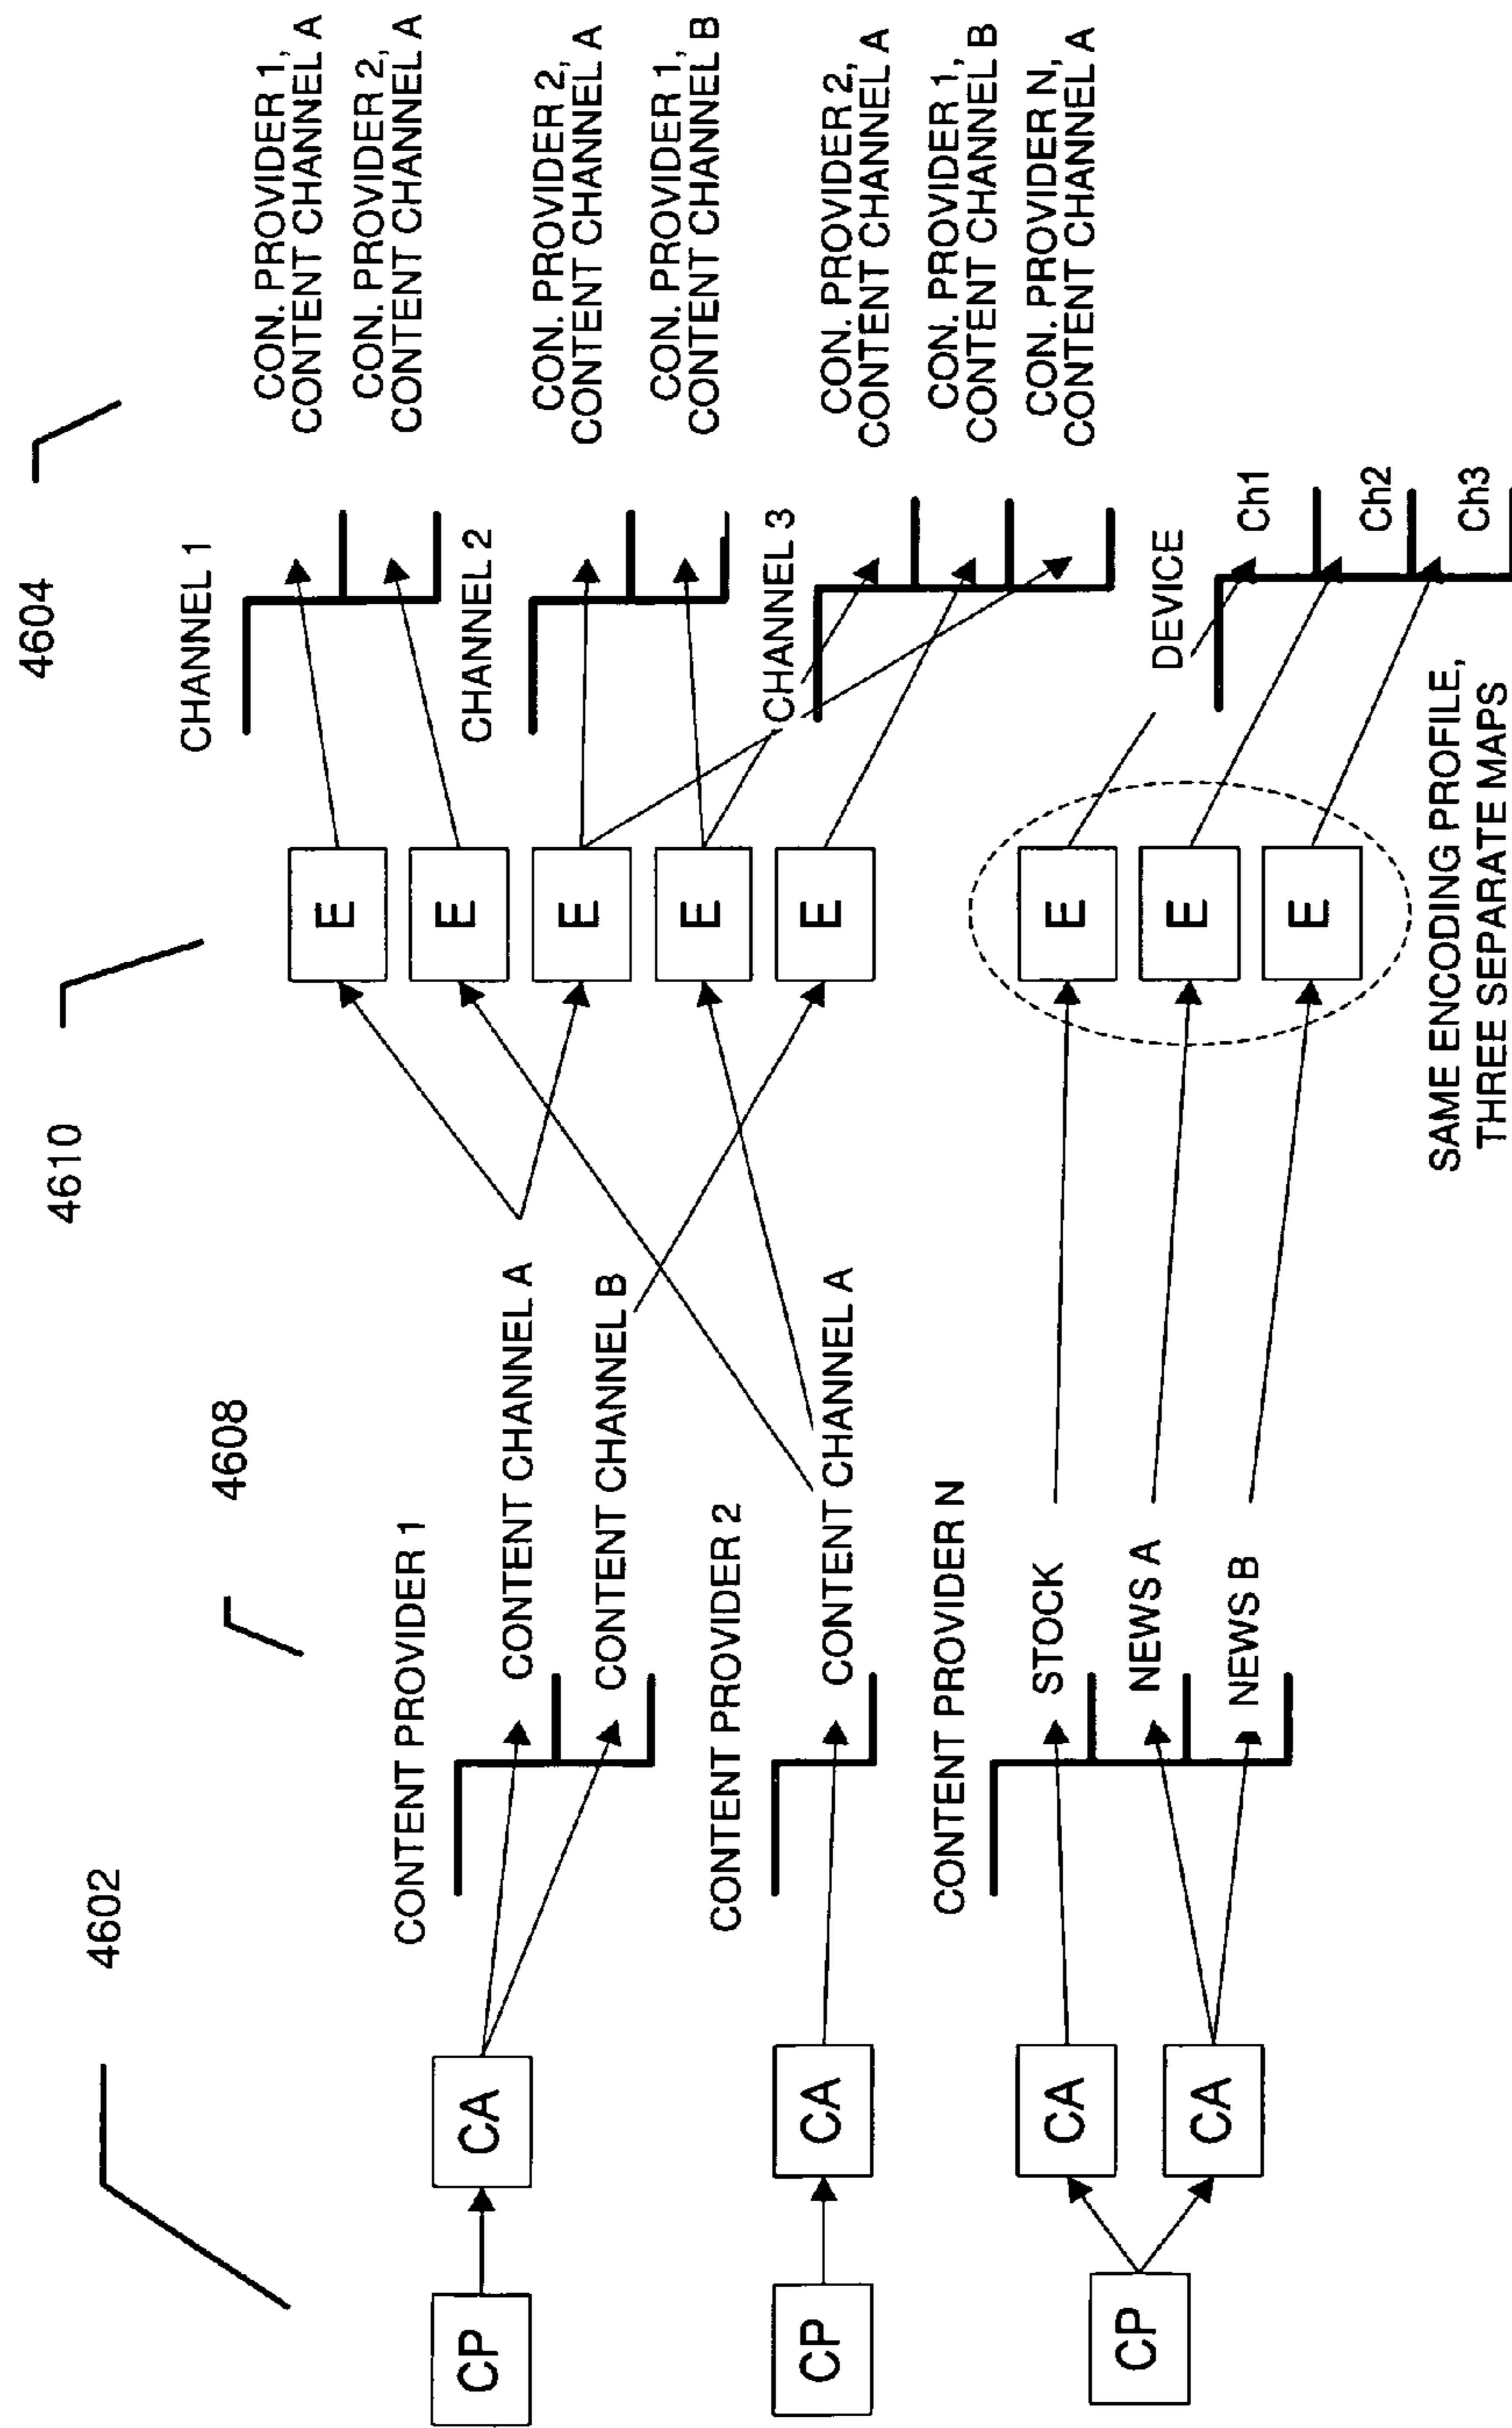 4602
4608
4610
4604
CP
CA
CONTENT PROVIDER 1
CONTENT CHANNEL A
CONTENT CHANNEL B
CP
CA
CONTENT PROVIDER 2
CONTENT CHANNEL A
CP
CA
CA
CONTENT PROVIDER N
STOCK
NEWS A
NEWS B
E
E
E
E
E
E
E
E
SAME ENCODING PROFILE,
THREE SEPARATE MAPS
CHANNEL 1
CON. PROVIDER 1,
CONTENT CHANNEL A
CON. PROVIDER 2,
CONTENT CHANNEL A
CHANNEL 2
CON. PROVIDER 2,
CONTENT CHANNEL A
CON. PROVIDER 1,
CONTENT CHANNEL B
CHANNEL 3
CON. PROVIDER 2,
CONTENT CHANNEL A
CON. PROVIDER 1,
CONTENT CHANNEL B
CON. PROVIDER N,
CONTENT CHANNEL A
DEVICE
Ch1
Ch2
Ch3